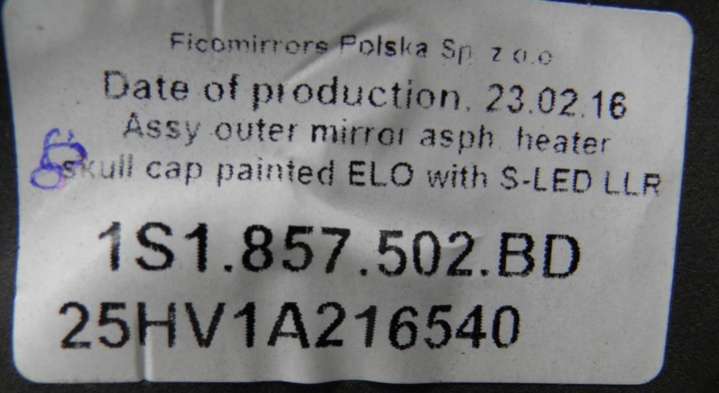 Ficomirrors Polska Sp. z o.o
Date of production. 23.02.16
Assy outer mirror asph. heater
skull cap painted ELO with S-LED LLR
1S1.857.502.BD
25HV1A216540